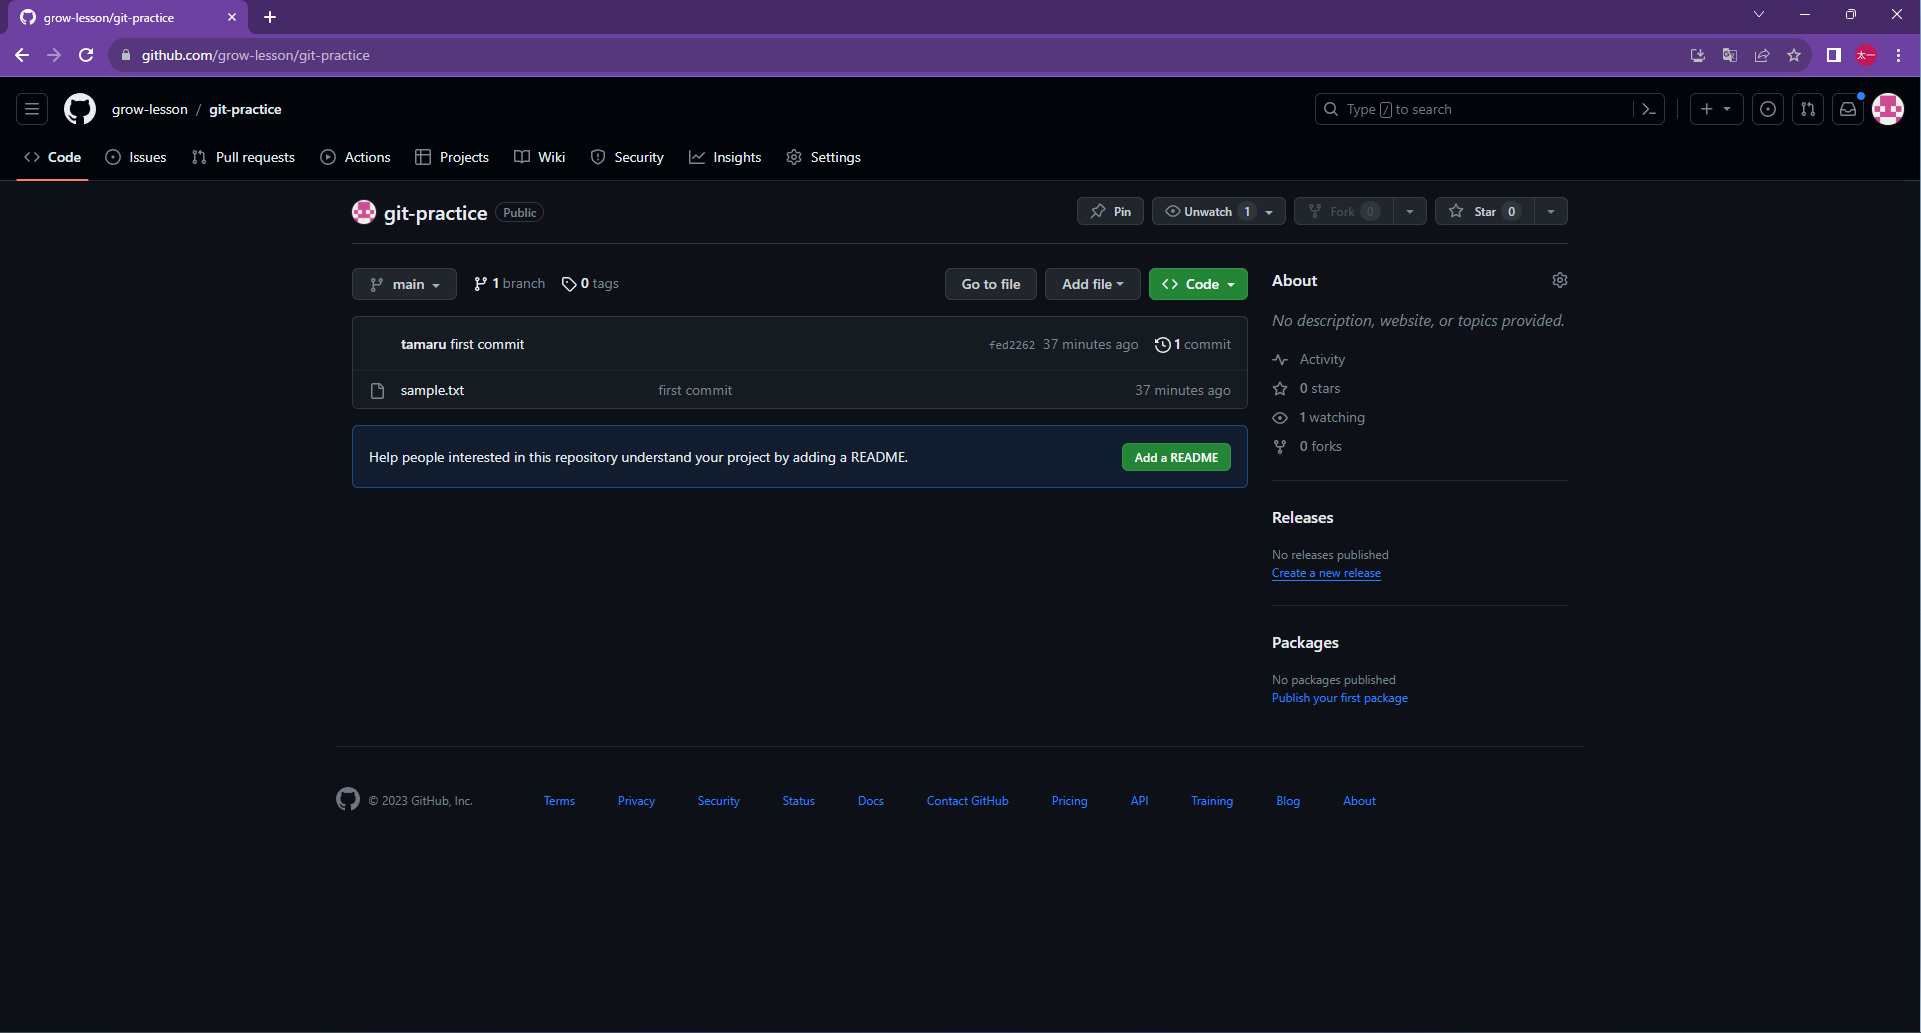 grow-lesson/git-practice
github.com/grow-lesson/git-practice
太一
grow-lesson / git-practice
Type / to search
Code Issues Pull requests Actions Projects Wiki Security Insights Settings
git-practice Public
Pin Unwatch 1 Fork 0 Star 0
main 1 branch 0 tags Go to file Add file <> Code
tamaru first commit fed2262 37 minutes ago 1 commit
sample.txt first commit 37 minutes ago
Help people interested in this repository understand your project by adding a README. Add a README
About
No description, website, or topics provided.
Activity
0 stars
1 watching
0 forks
Releases
No releases published
Create a new release
Packages
No packages published
Publish your first package
© 2023 GitHub, Inc. Terms Privacy Security Status Docs Contact GitHub Pricing API Training Blog About